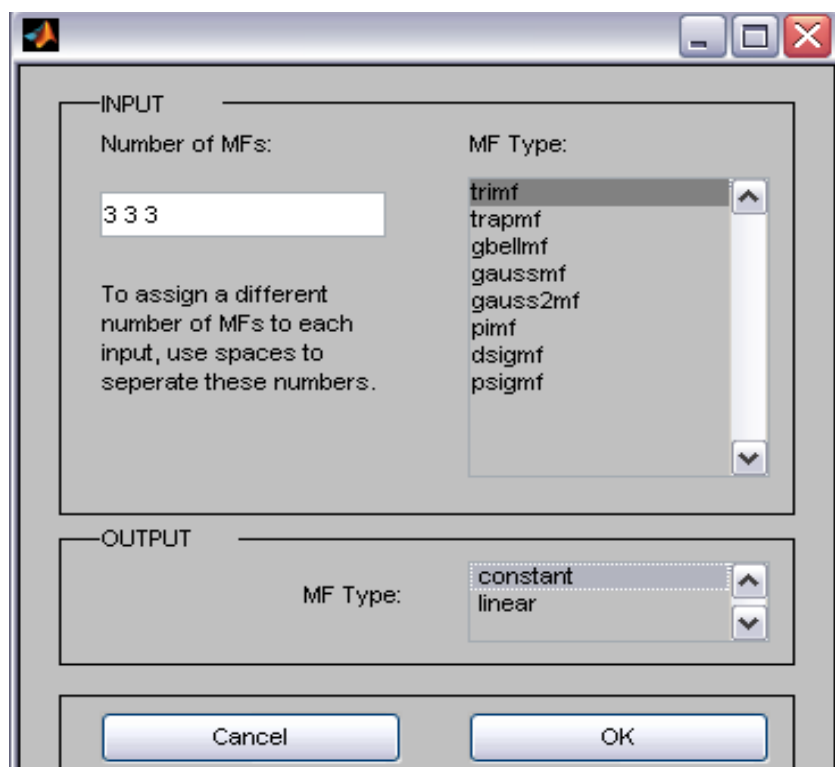 INPUT
Number of MFs:
3 3 3
To assign a different
number of MFs to each
input, use spaces to
seperate these numbers.
MF Type:
trimf
trapmf
gbellmf
gaussmf
gauss2mf
pimf
dsigmf
psigmf
OUTPUT
MF Type:
constant
linear
Cancel
OK